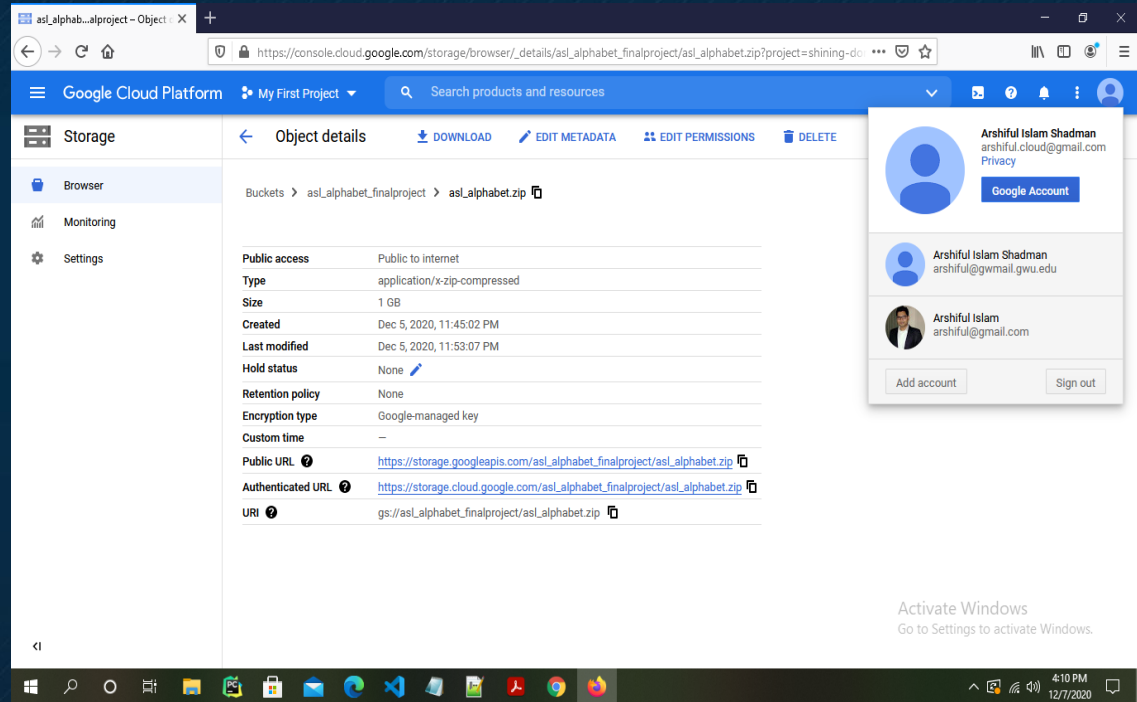 asl_alphab...alproject – Object
https://console.cloud.google.com/storage/browser/_details/asl_alphabet_finalproject/asl_alphabet.zip?project=shining-do
Google Cloud Platform
My First Project
Search products and resources
Storage
Object details
DOWNLOAD
EDIT METADATA
EDIT PERMISSIONS
DELETE
Browser
Monitoring
Settings
Buckets > asl_alphabet_finalproject > asl_alphabet.zip
Public access Public to internet
Type application/x-zip-compressed
Size 1 GB
Created Dec 5, 2020, 11:45:02 PM
Last modified Dec 5, 2020, 11:53:07 PM
Hold status None
Retention policy None
Encryption type Google-managed key
Custom time —
Public URL https://storage.googleapis.com/asl_alphabet_finalproject/asl_alphabet.zip
Authenticated URL https://storage.cloud.google.com/asl_alphabet_finalproject/asl_alphabet.zip
URI gs://asl_alphabet_finalproject/asl_alphabet.zip
Arshiful Islam Shadman
arshiful.cloud@gmail.com
Privacy
Google Account
Arshiful Islam Shadman
arshiful@gwmail.gwu.edu
Arshiful Islam
arshiful@gmail.com
Add account
Sign out
Activate Windows
Go to Settings to activate Windows.
4:10 PM
12/7/2020